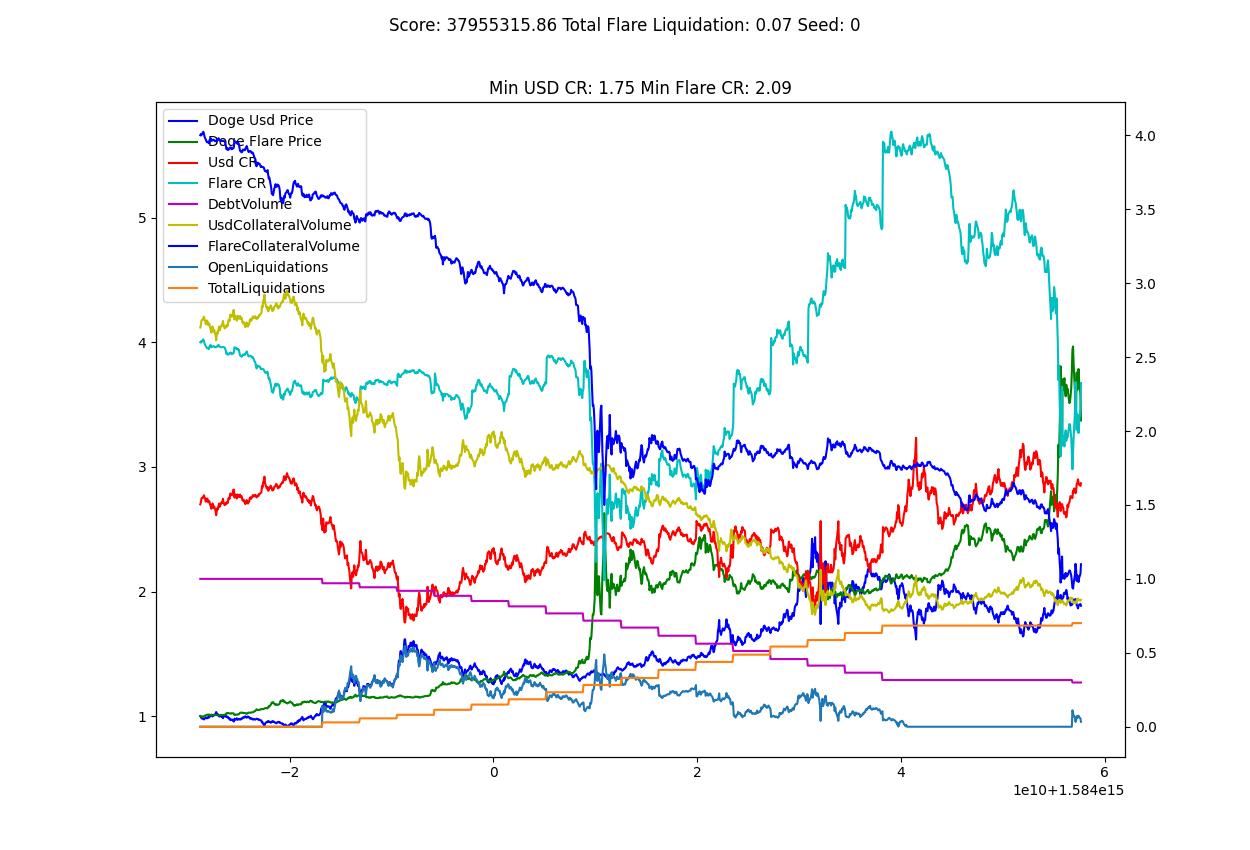 Score: 37955315.86 Total Flare Liquidation: 0.07 Seed: 0
Min USD CR: 1.75 Min Flare CR: 2.09
Doge Usd Price
Doge Flare Price
Usd CR
Flare CR
DebtVolume
UsdCollateralVolume
FlareCollateralVolume
OpenLiquidations
TotalLiquidations
5
4
3
2
1
4.0
3.5
3.0
2.5
2.0
1.5
1.0
0.5
0.0
−2
0
2
4
6
1e10+1.584e15